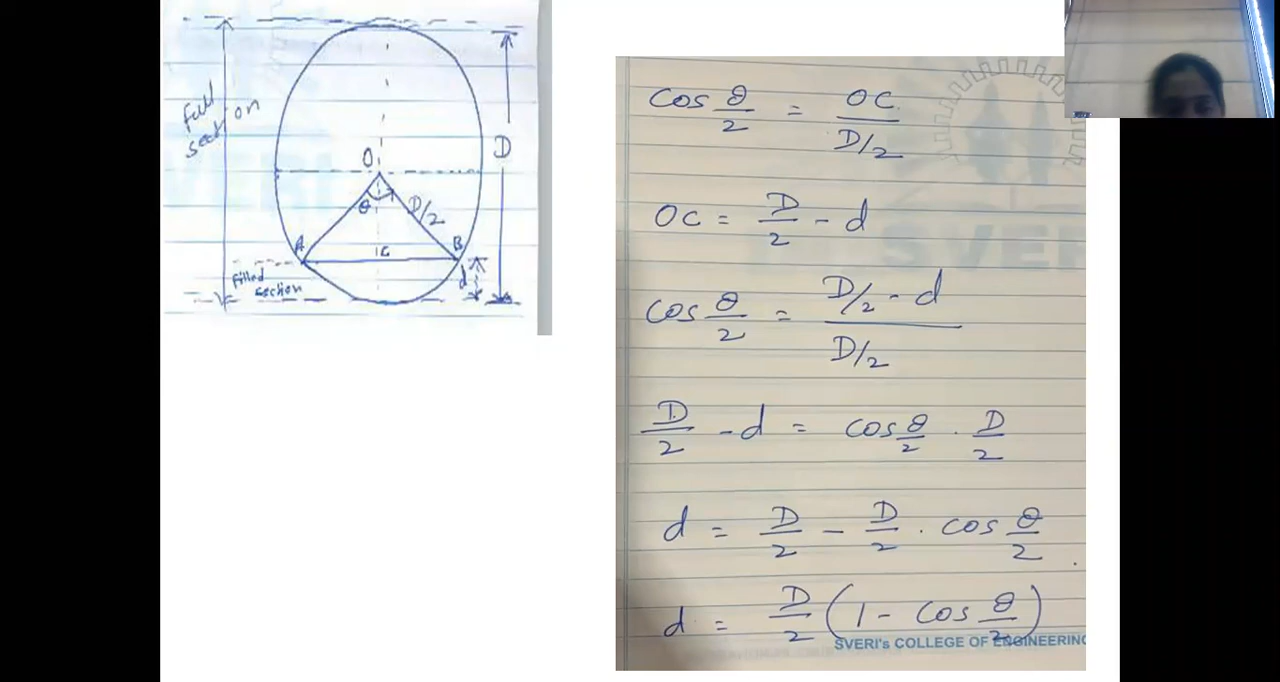 Full section
O
D
θ
D/2
A
C
B
Filled section
d
cos θ/2 = OC / D/2
OC = D/2 - d
cos θ/2 = D/2 - d / D/2
D/2 - d = cos θ/2 . D/2
d = D/2 - D/2 . cos θ/2
d = D/2 (1 - cos θ/2)
SVERI's COLLEGE OF ENGINEERING